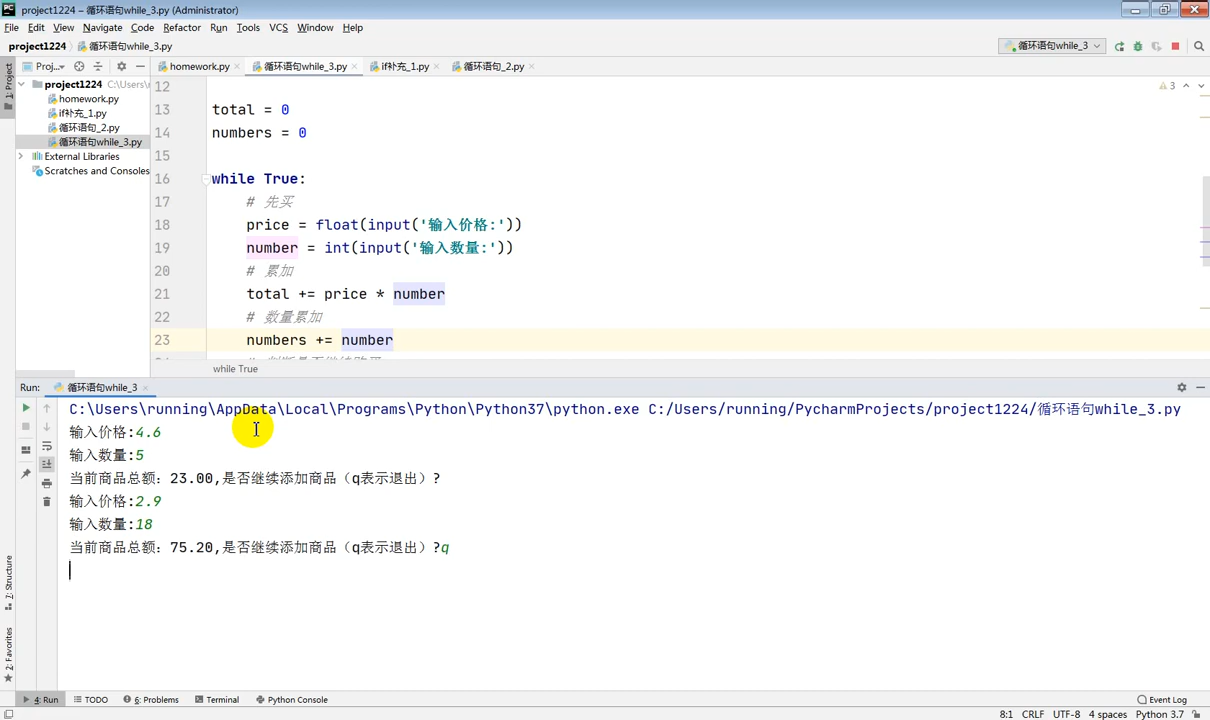 project1224 – 循环语句while_3.py (Administrator)
File Edit View Navigate Code Refactor Run Tools VCS Window Help
project1224 循环语句while_3.py 循环语句while_3
Proj... homework.py 循环语句while_3.py if补充_1.py 循环语句_2.py
1: Project
project1224 C:\Users\r
homework.py
if补充_1.py
循环语句_2.py
循环语句while_3.py
External Libraries
Scratches and Consoles
3
12
13 total = 0
14 numbers = 0
15
16 while True:
17 # 先买
18 price = float(input('输入价格:'))
19 number = int(input('输入数量:'))
20 # 累加
21 total += price * number
22 # 数量累加
23 numbers += number
while True
Run: 循环语句while_3
C:\Users\running\AppData\Local\Programs\Python\Python37\python.exe C:/Users/running/PycharmProjects/project1224/循环语句while_3.py
输入价格:4.6
输入数量:5
当前商品总额: 23.00,是否继续添加商品（q表示退出）?
输入价格:2.9
输入数量:18
当前商品总额: 75.20,是否继续添加商品（q表示退出）?q
7: Structure
2: Favorites
4: Run TODO 6: Problems Terminal Python Console Event Log
8:1 CRLF UTF-8 4 spaces Python 3.7